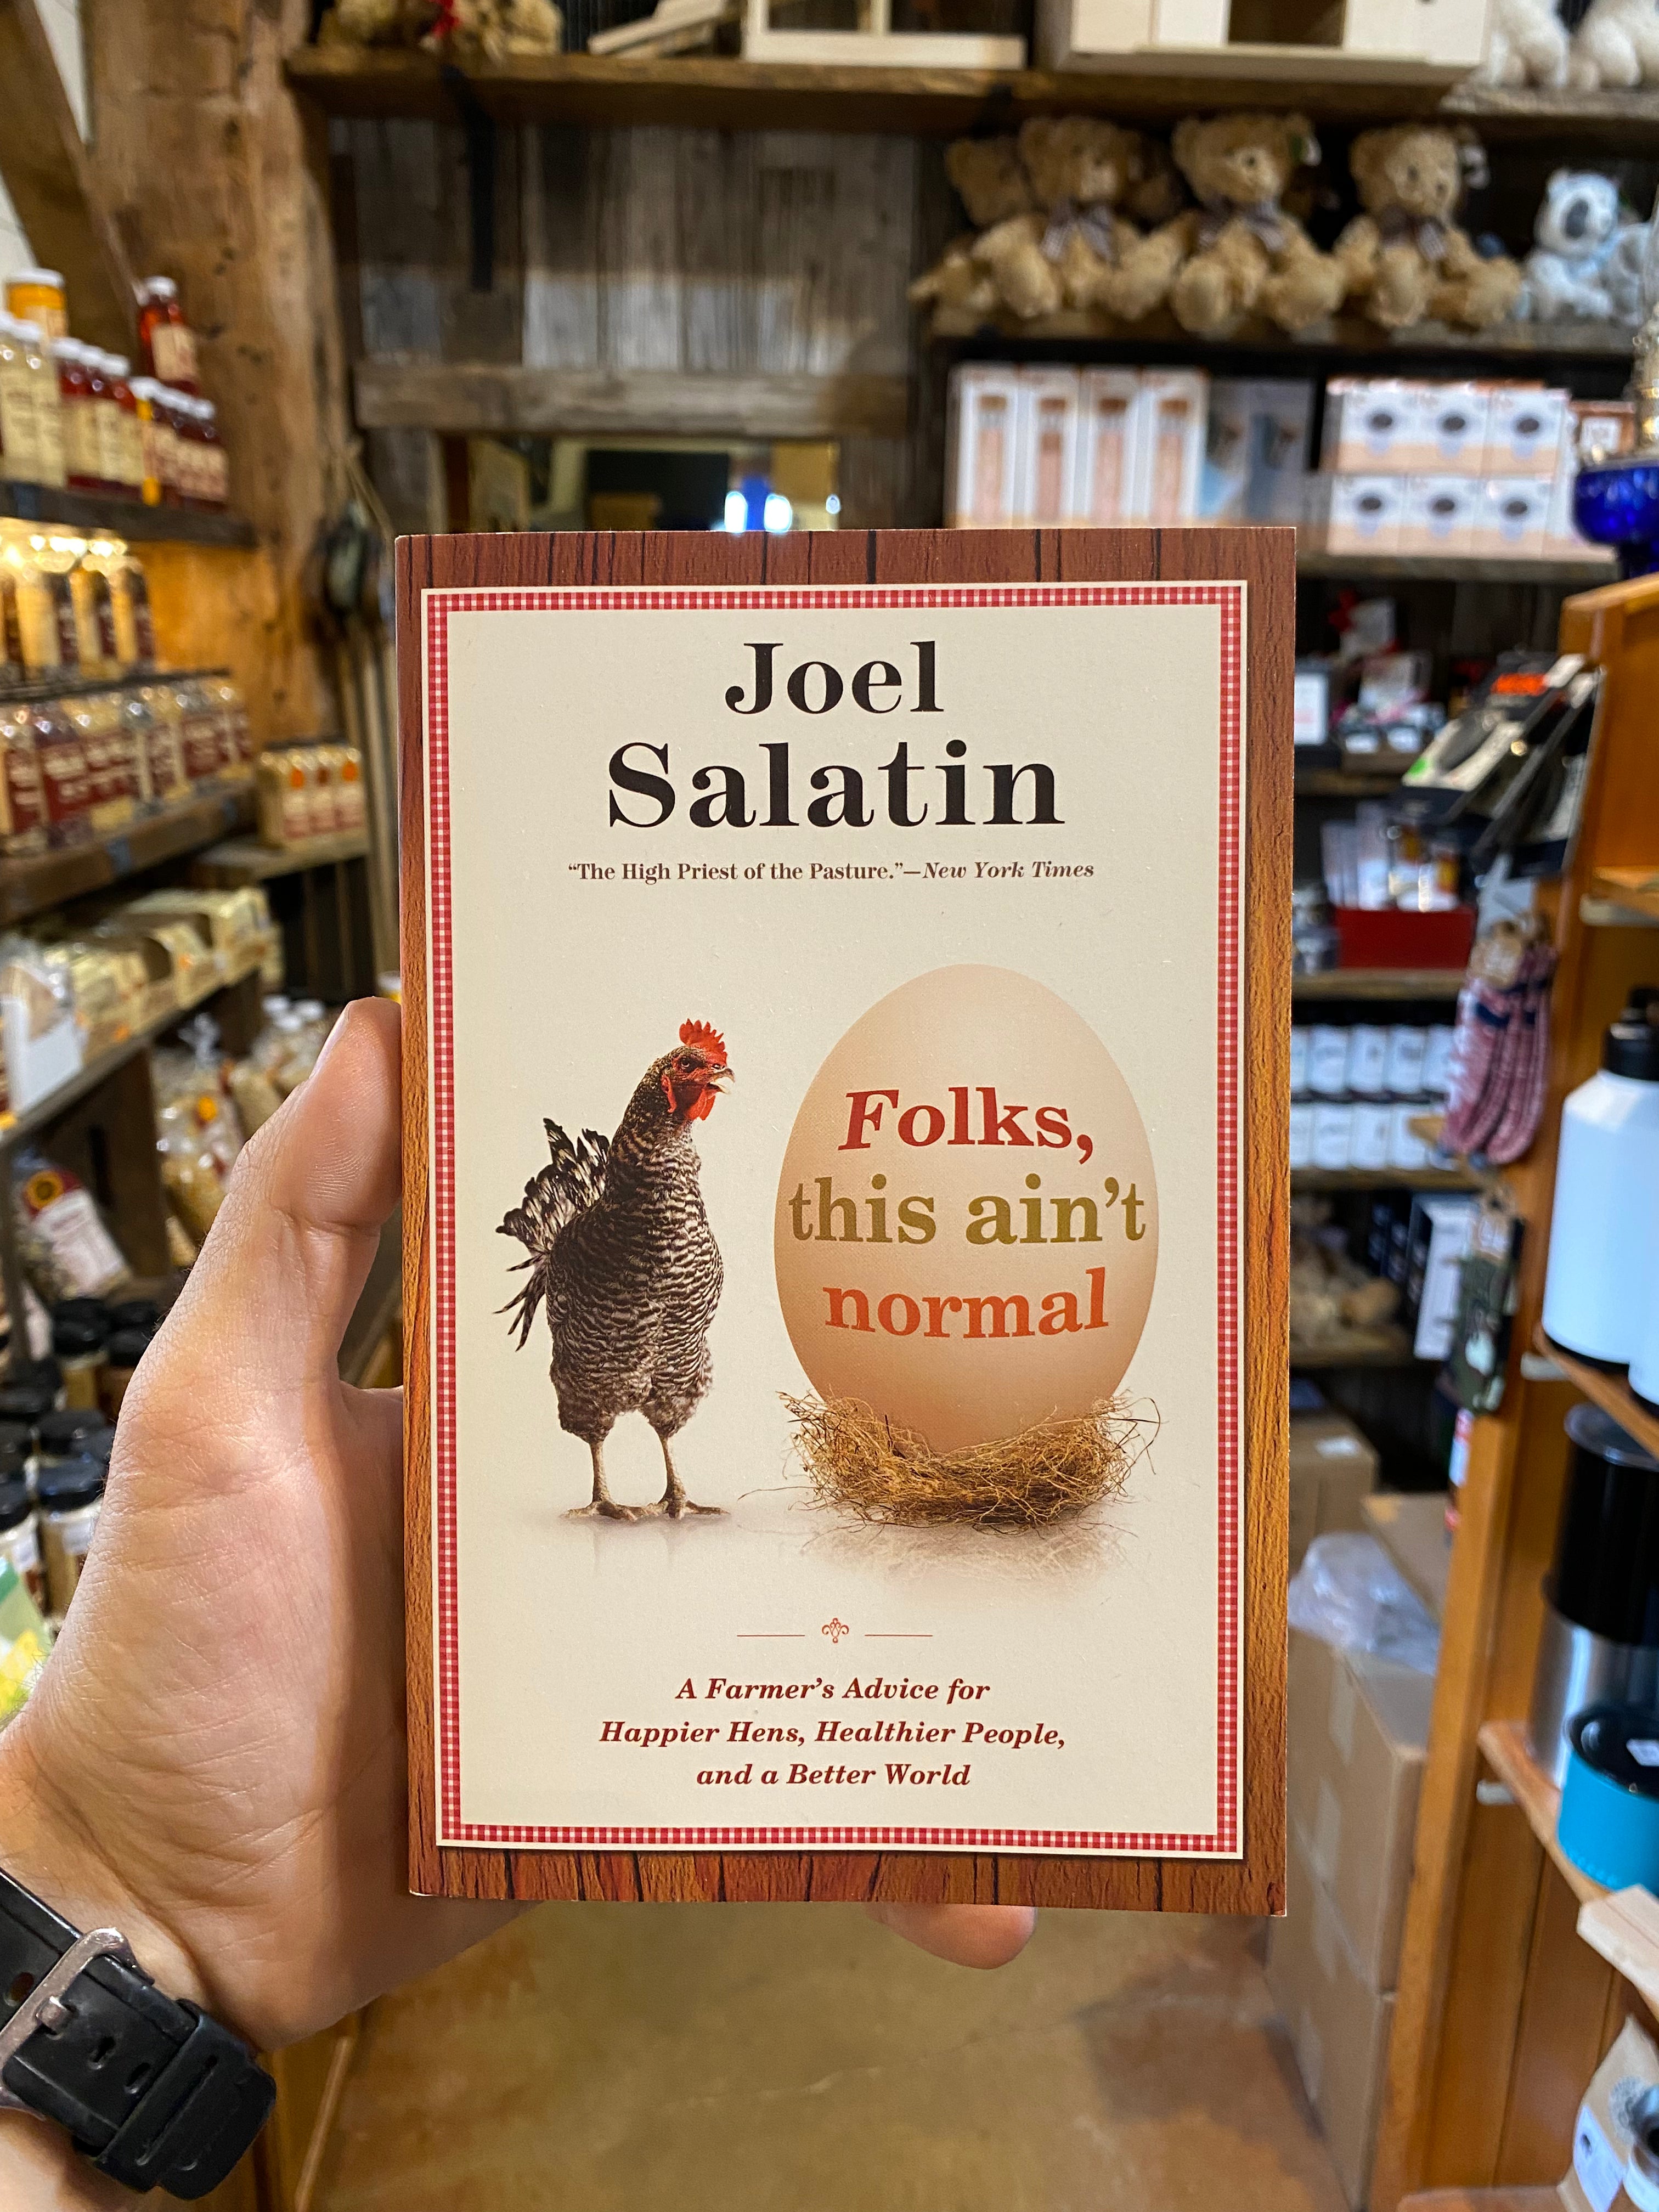 Joel
Salatin
“The High Priest of the Pasture.”—New York Times
Folks,
this ain’t
normal
A Farmer’s Advice for
Happier Hens, Healthier People,
and a Better World